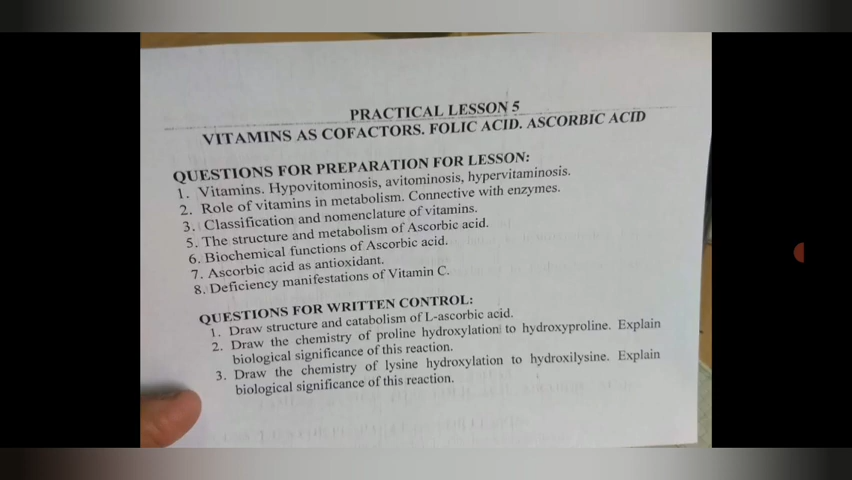 PRACTICAL LESSON 5
VITAMINS AS COFACTORS. FOLIC ACID. ASCORBIC ACID
QUESTIONS FOR PREPARATION FOR LESSON:
1. Vitamins. Hypovitominosis, avitominosis, hypervitaminosis.
2. Role of vitamins in metabolism. Connective with enzymes.
3. Classification and nomenclature of vitamins.
5. The structure and metabolism of Ascorbic acid.
6. Biochemical functions of Ascorbic acid.
7. Ascorbic acid as antioxidant.
8. Deficiency manifestations of Vitamin C.
QUESTIONS FOR WRITTEN CONTROL:
1. Draw structure and catabolism of L-ascorbic acid.
2. Draw the chemistry of proline hydroxylation to hydroxyproline. Explain
biological significance of this reaction.
3. Draw the chemistry of lysine hydroxylation to hydroxilysine. Explain
biological significance of this reaction.